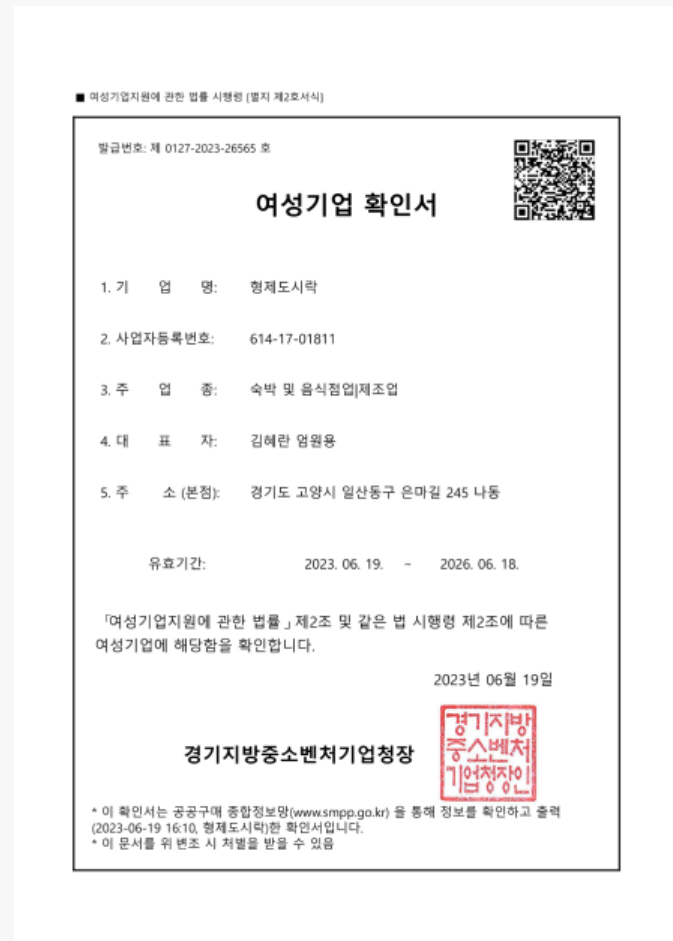 ■ 여성기업지원에 관한 법률 시행령 [별지 제2호서식]
발급번호: 제 0127-2023-26565 호
여성기업 확인서
1. 기 업 명: 형제도시락
2. 사업자등록번호: 614-17-01811
3. 주 업 종: 숙박 및 음식점업|제조업
4. 대 표 자: 김혜란 엄원용
5. 주 소 (본점): 경기도 고양시 일산동구 은마길 245 나동
유효기간: 2023. 06. 19. ~ 2026. 06. 18.
「여성기업지원에 관한 법률」제2조 및 같은 법 시행령 제2조에 따른
여성기업에 해당함을 확인합니다.
2023년 06월 19일
경기지방중소벤처기업청장
경기지방
중소벤처
기업청장인
* 이 확인서는 공공구매 종합정보망(www.smpp.go.kr) 을 통해 정보를 확인하고 출력
(2023-06-19 16:10, 형제도시락)한 확인서입니다.
* 이 문서를 위변조 시 처벌을 받을 수 있음